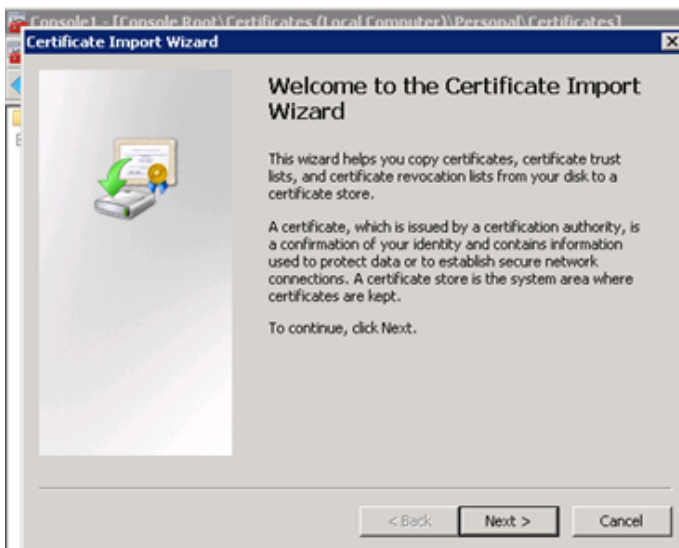 Console1 - [Console Root\Certificates (Local Computer)\Personal\Certificates]
Certificate Import Wizard
Welcome to the Certificate Import
Wizard
This wizard helps you copy certificates, certificate trust
lists, and certificate revocation lists from your disk to a
certificate store.
A certificate, which is issued by a certification authority, is
a confirmation of your identity and contains information
used to protect data or to establish secure network
connections. A certificate store is the system area where
certificates are kept.
To continue, click Next.
< Back
Next >
Cancel